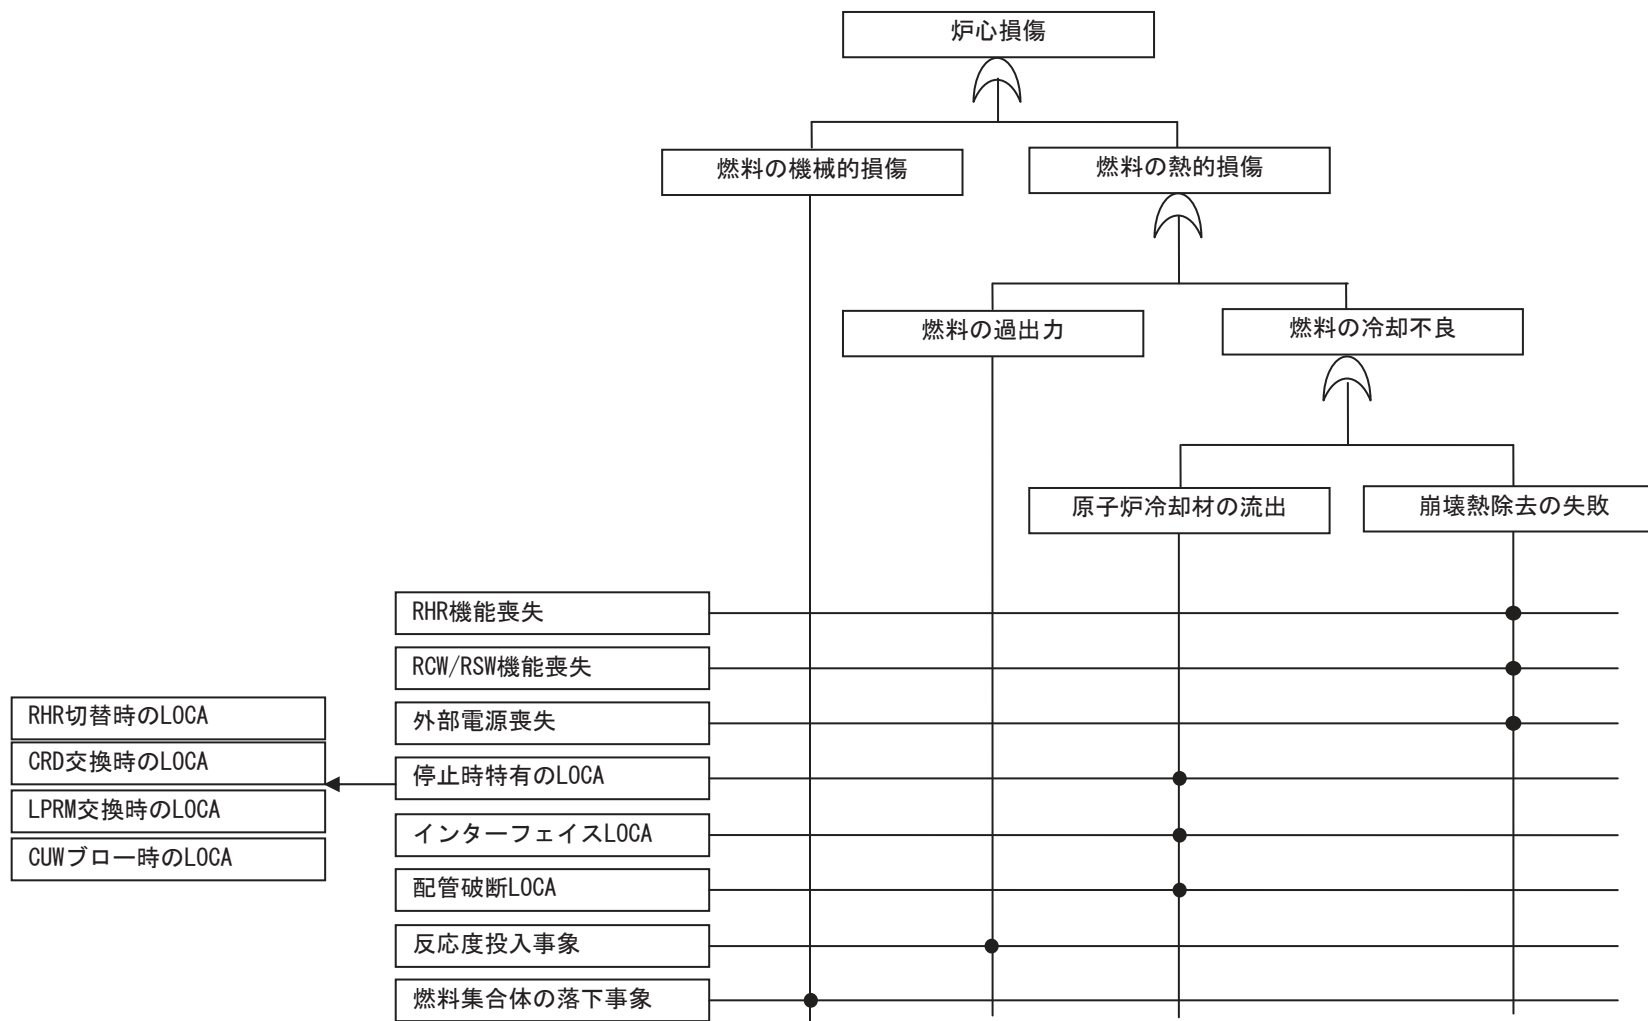 炉心損傷
燃料の機械的損傷
燃料の熱的損傷
燃料の過出力
燃料の冷却不良
原子炉冷却材の流出
崩壊熱除去の失敗
RHR機能喪失
RCW/RSW機能喪失
外部電源喪失
停止時特有のLOCA
インターフェイスLOCA
配管破断LOCA
反応度投入事象
燃料集合体の落下事象
RHR切替時のLOCA
CRD交換時のLOCA
LPRM交換時のLOCA
CUWブロー時のLOCA